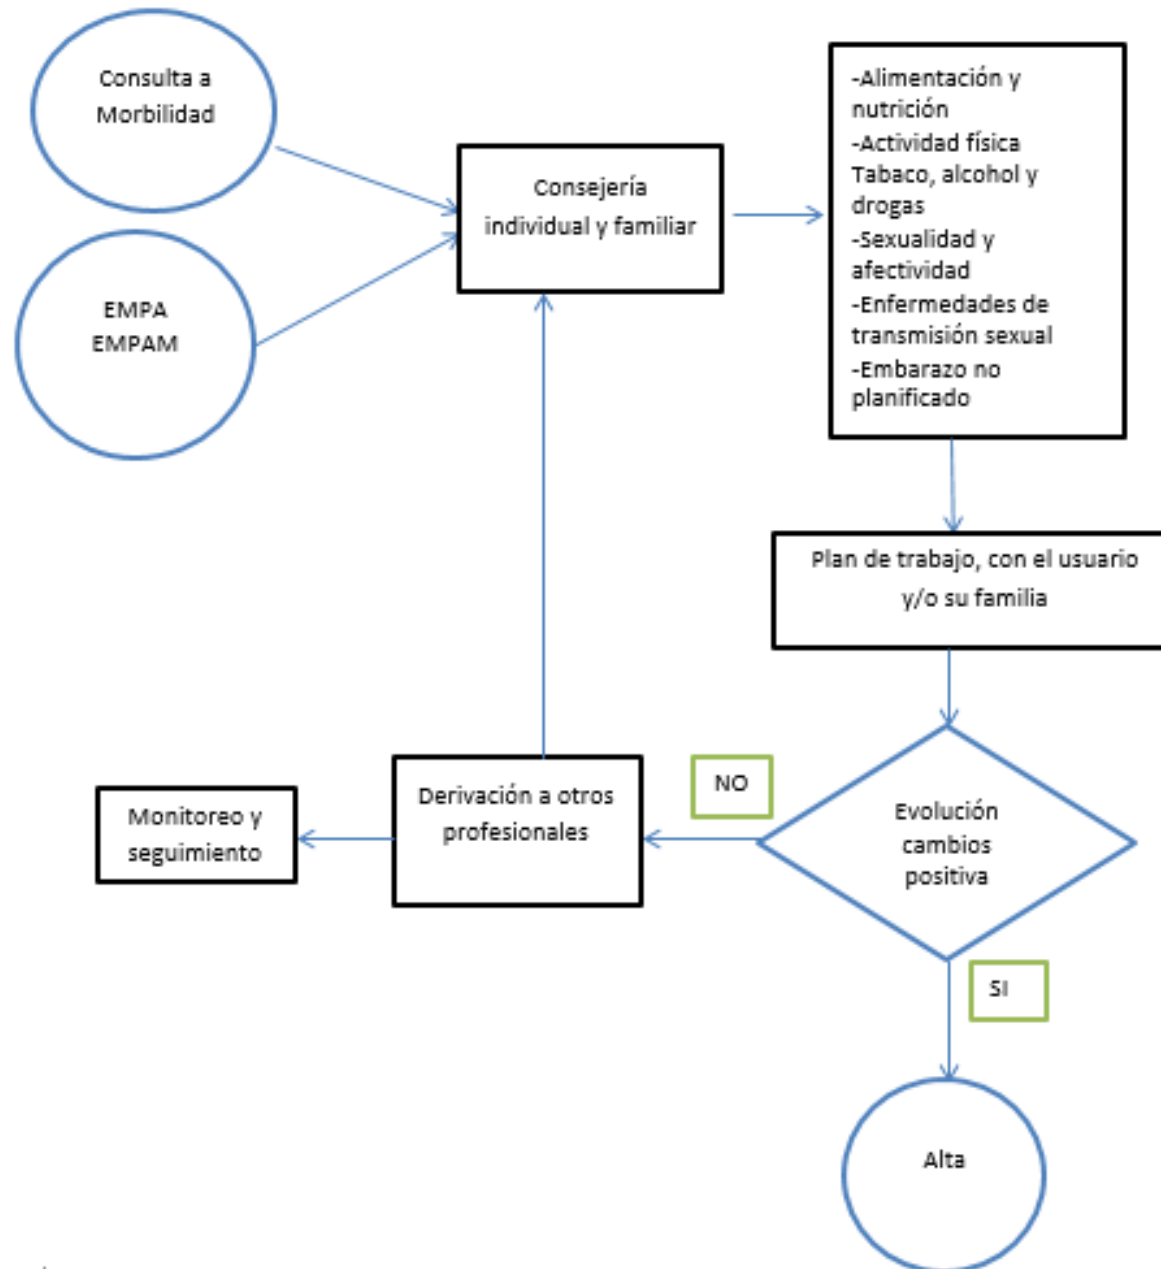 Consulta a
Morbilidad
EMPA
EMPAM
Consejería
individual y familiar
-Alimentación y
nutrición
-Actividad física
Tabaco, alcohol y
drogas
-Sexualidad y
afectividad
-Enfermedades de
transmisión sexual
-Embarazo no
planificado
Plan de trabajo, con el usuario
y/o su familia
Evolución
cambios
positiva
NO
Derivación a otros
profesionales
Monitoreo y
seguimiento
SI
Alta